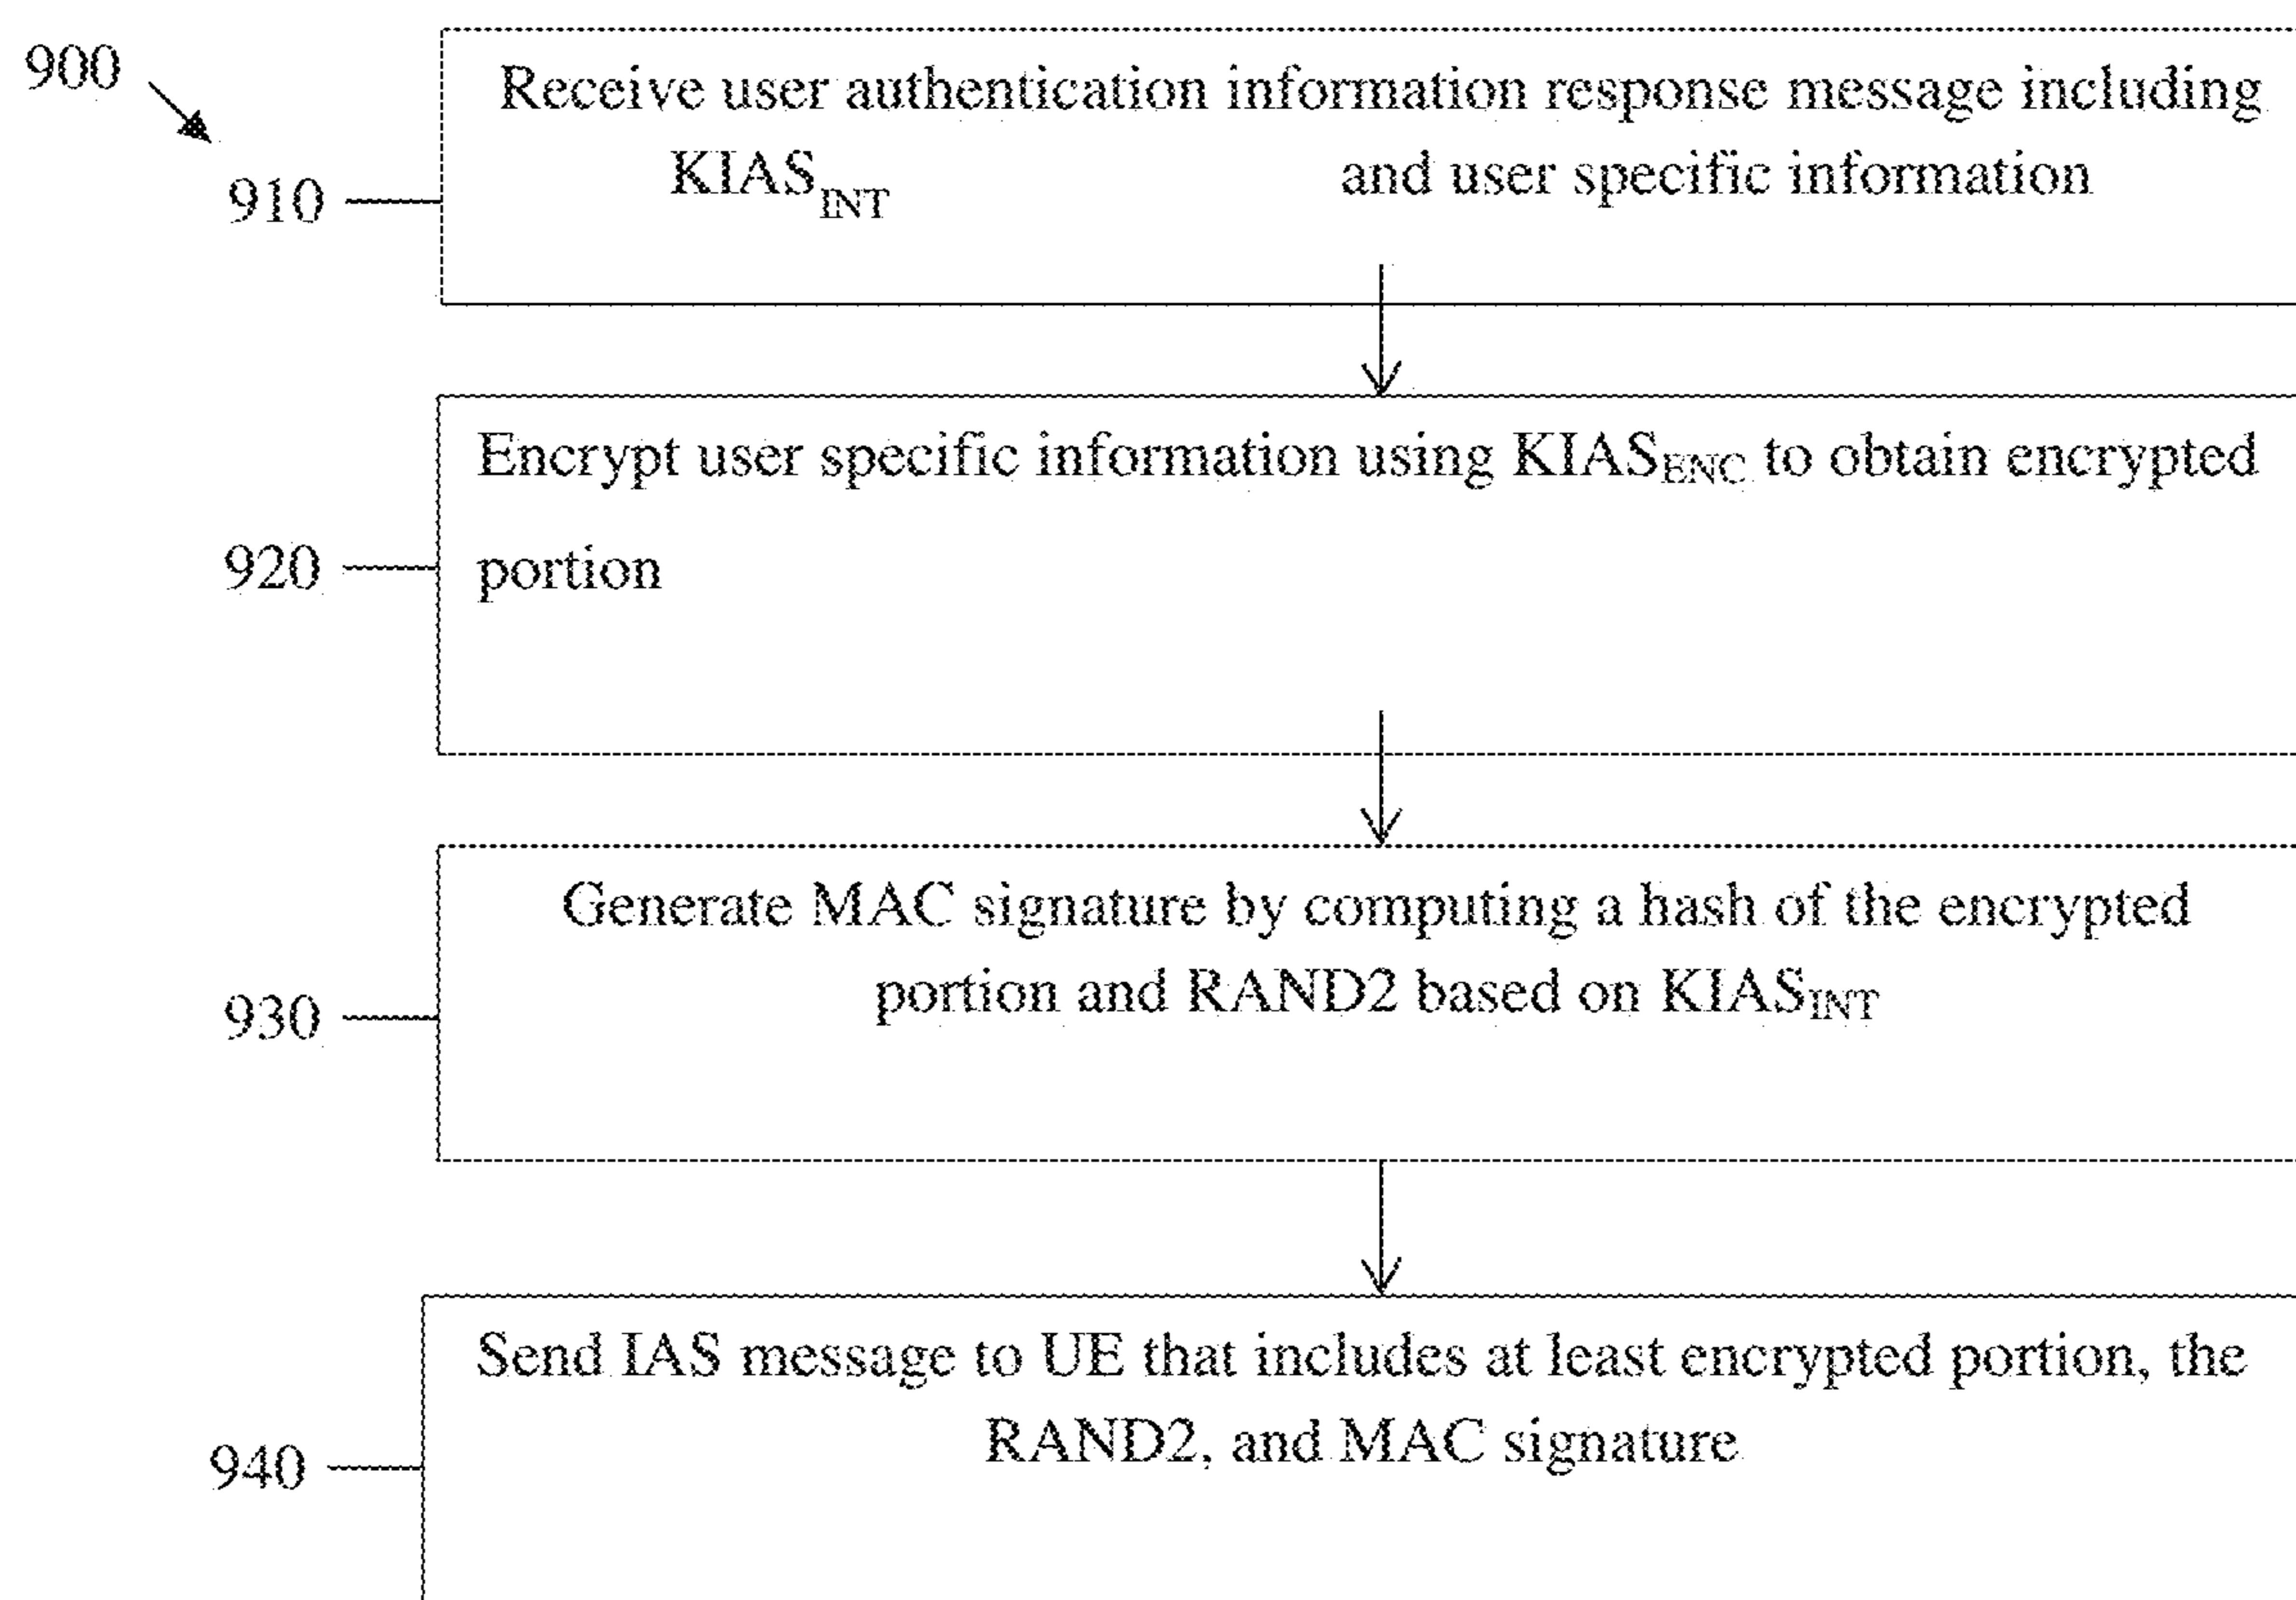 900
Receive user authentication information response message including
KIAS_INT and user specific information
910
Encrypt user specific information using KIAS_ENC to obtain encrypted
920
portion
Generate MAC signature by computing a hash of the encrypted
portion and RAND2 based on KIAS_INT
930
Send IAS message to UE that includes at least encrypted portion, the
RAND2, and MAC signature
940